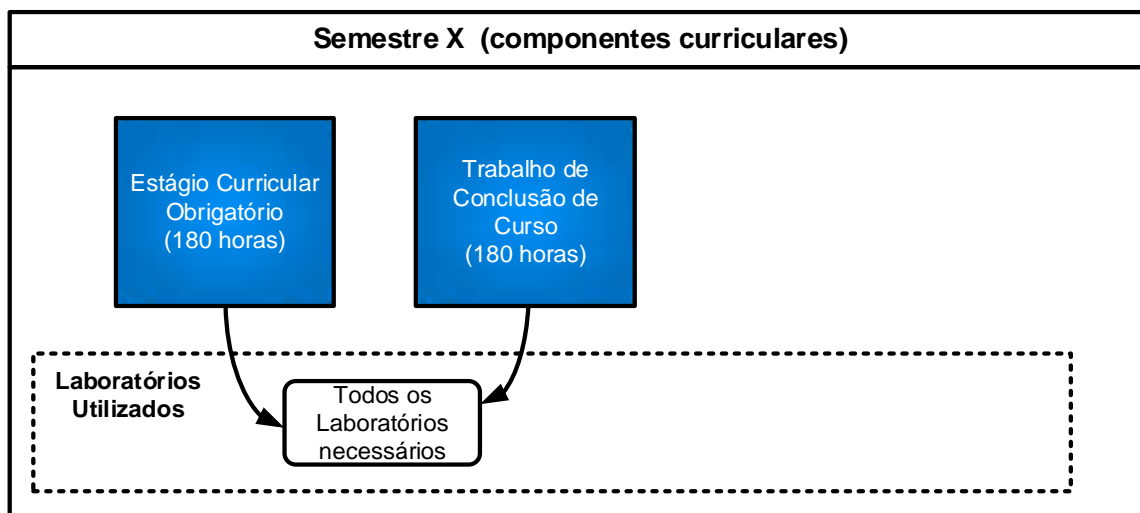 Semestre X (componentes curriculares)
Estágio Curricular
Obrigatório
(180 horas)
Trabalho de
Conclusão de
Curso
(180 horas)
Laboratórios
Utilizados
Todos os
Laboratórios
necessários